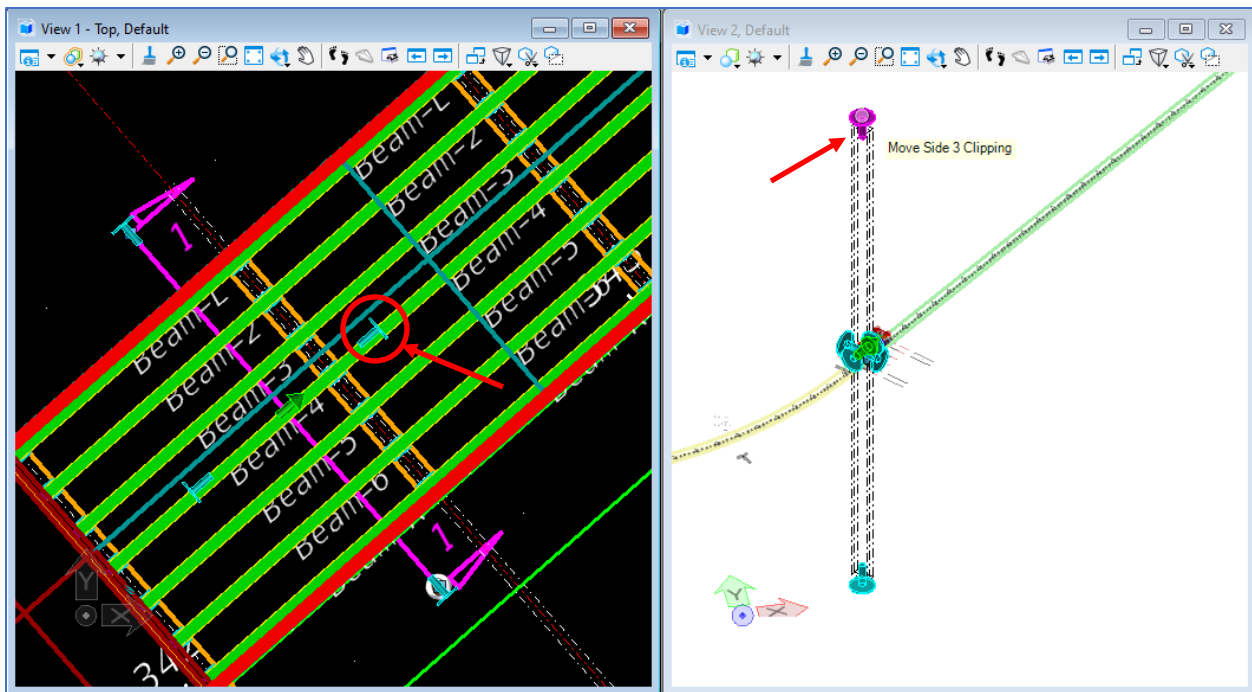 View 1 - Top, Default
View 2, Default
Move Side 3 Clipping
Beam-L
Beam-2
Beam-3
Beam-4
Beam-5
1
Beam-L
Beam-2
Beam-3
Beam-4
Beam-5
Beam-6
1
Y
X
Y
X